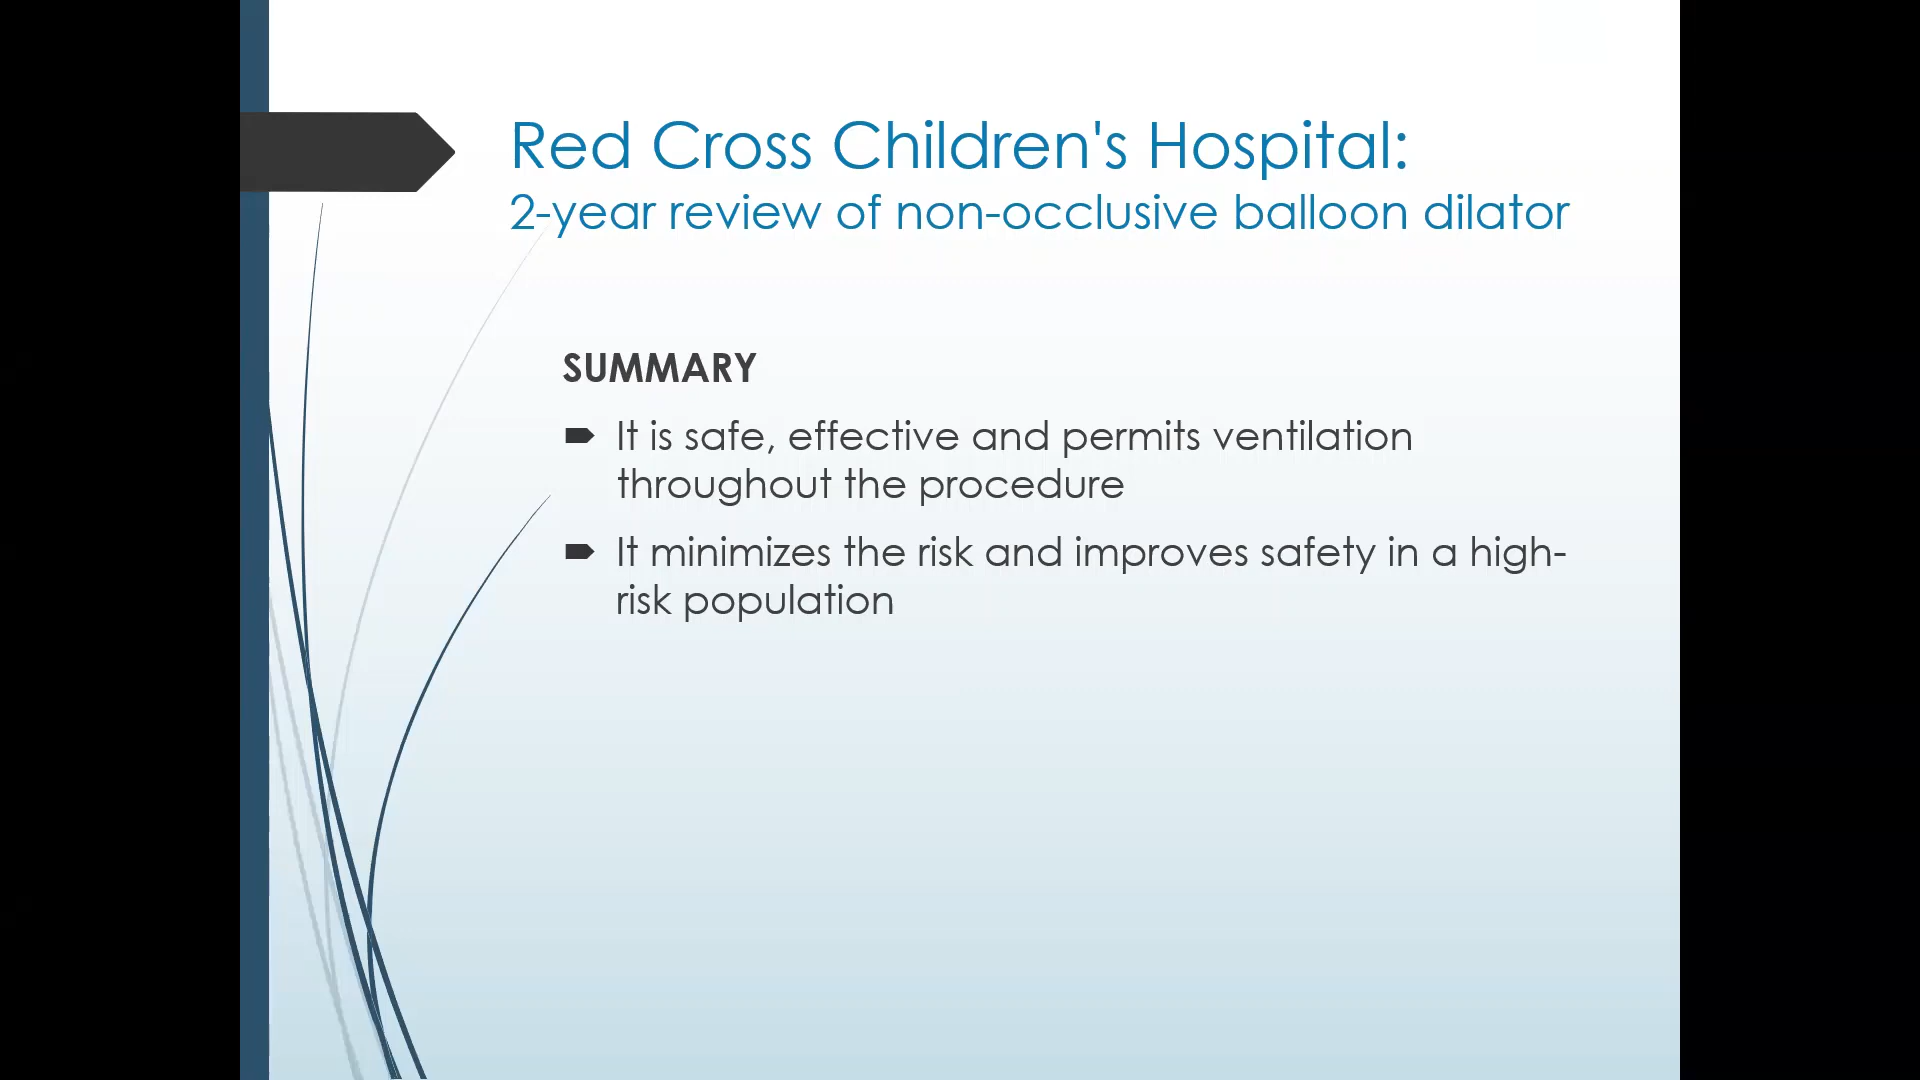 Red Cross Children's Hospital:
2-year review of non-occlusive balloon dilator
SUMMARY
It is safe, effective and permits ventilation
throughout the procedure
It minimizes the risk and improves safety in a high-
risk population